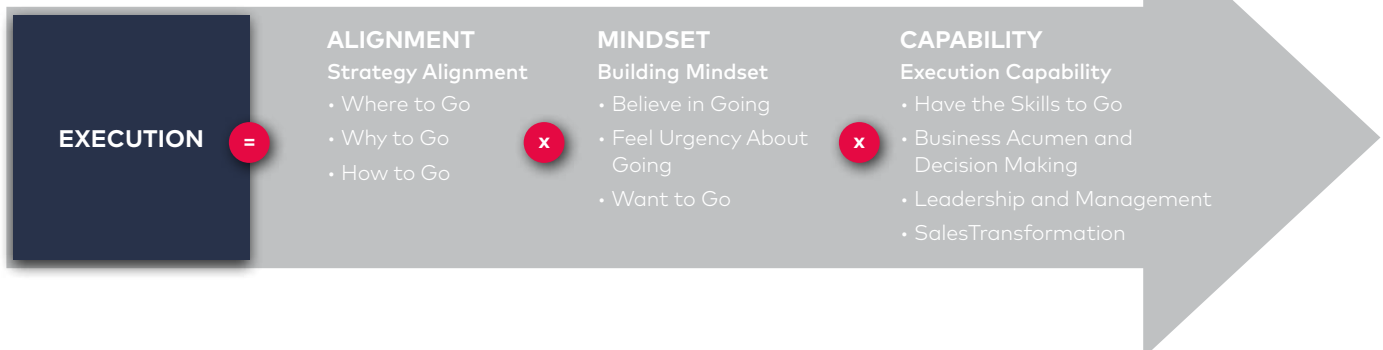 EXECUTION
=
ALIGNMENT
Strategy Alignment
• Where to Go
• Why to Go
• How to Go
x
MINDSET
Building Mindset
• Believe in Going
• Feel Urgency About
Going
• Want to Go
x
CAPABILITY
Execution Capability
• Have the Skills to Go
• Business Acumen and
Decision Making
• Leadership and Management
• SalesTransformation